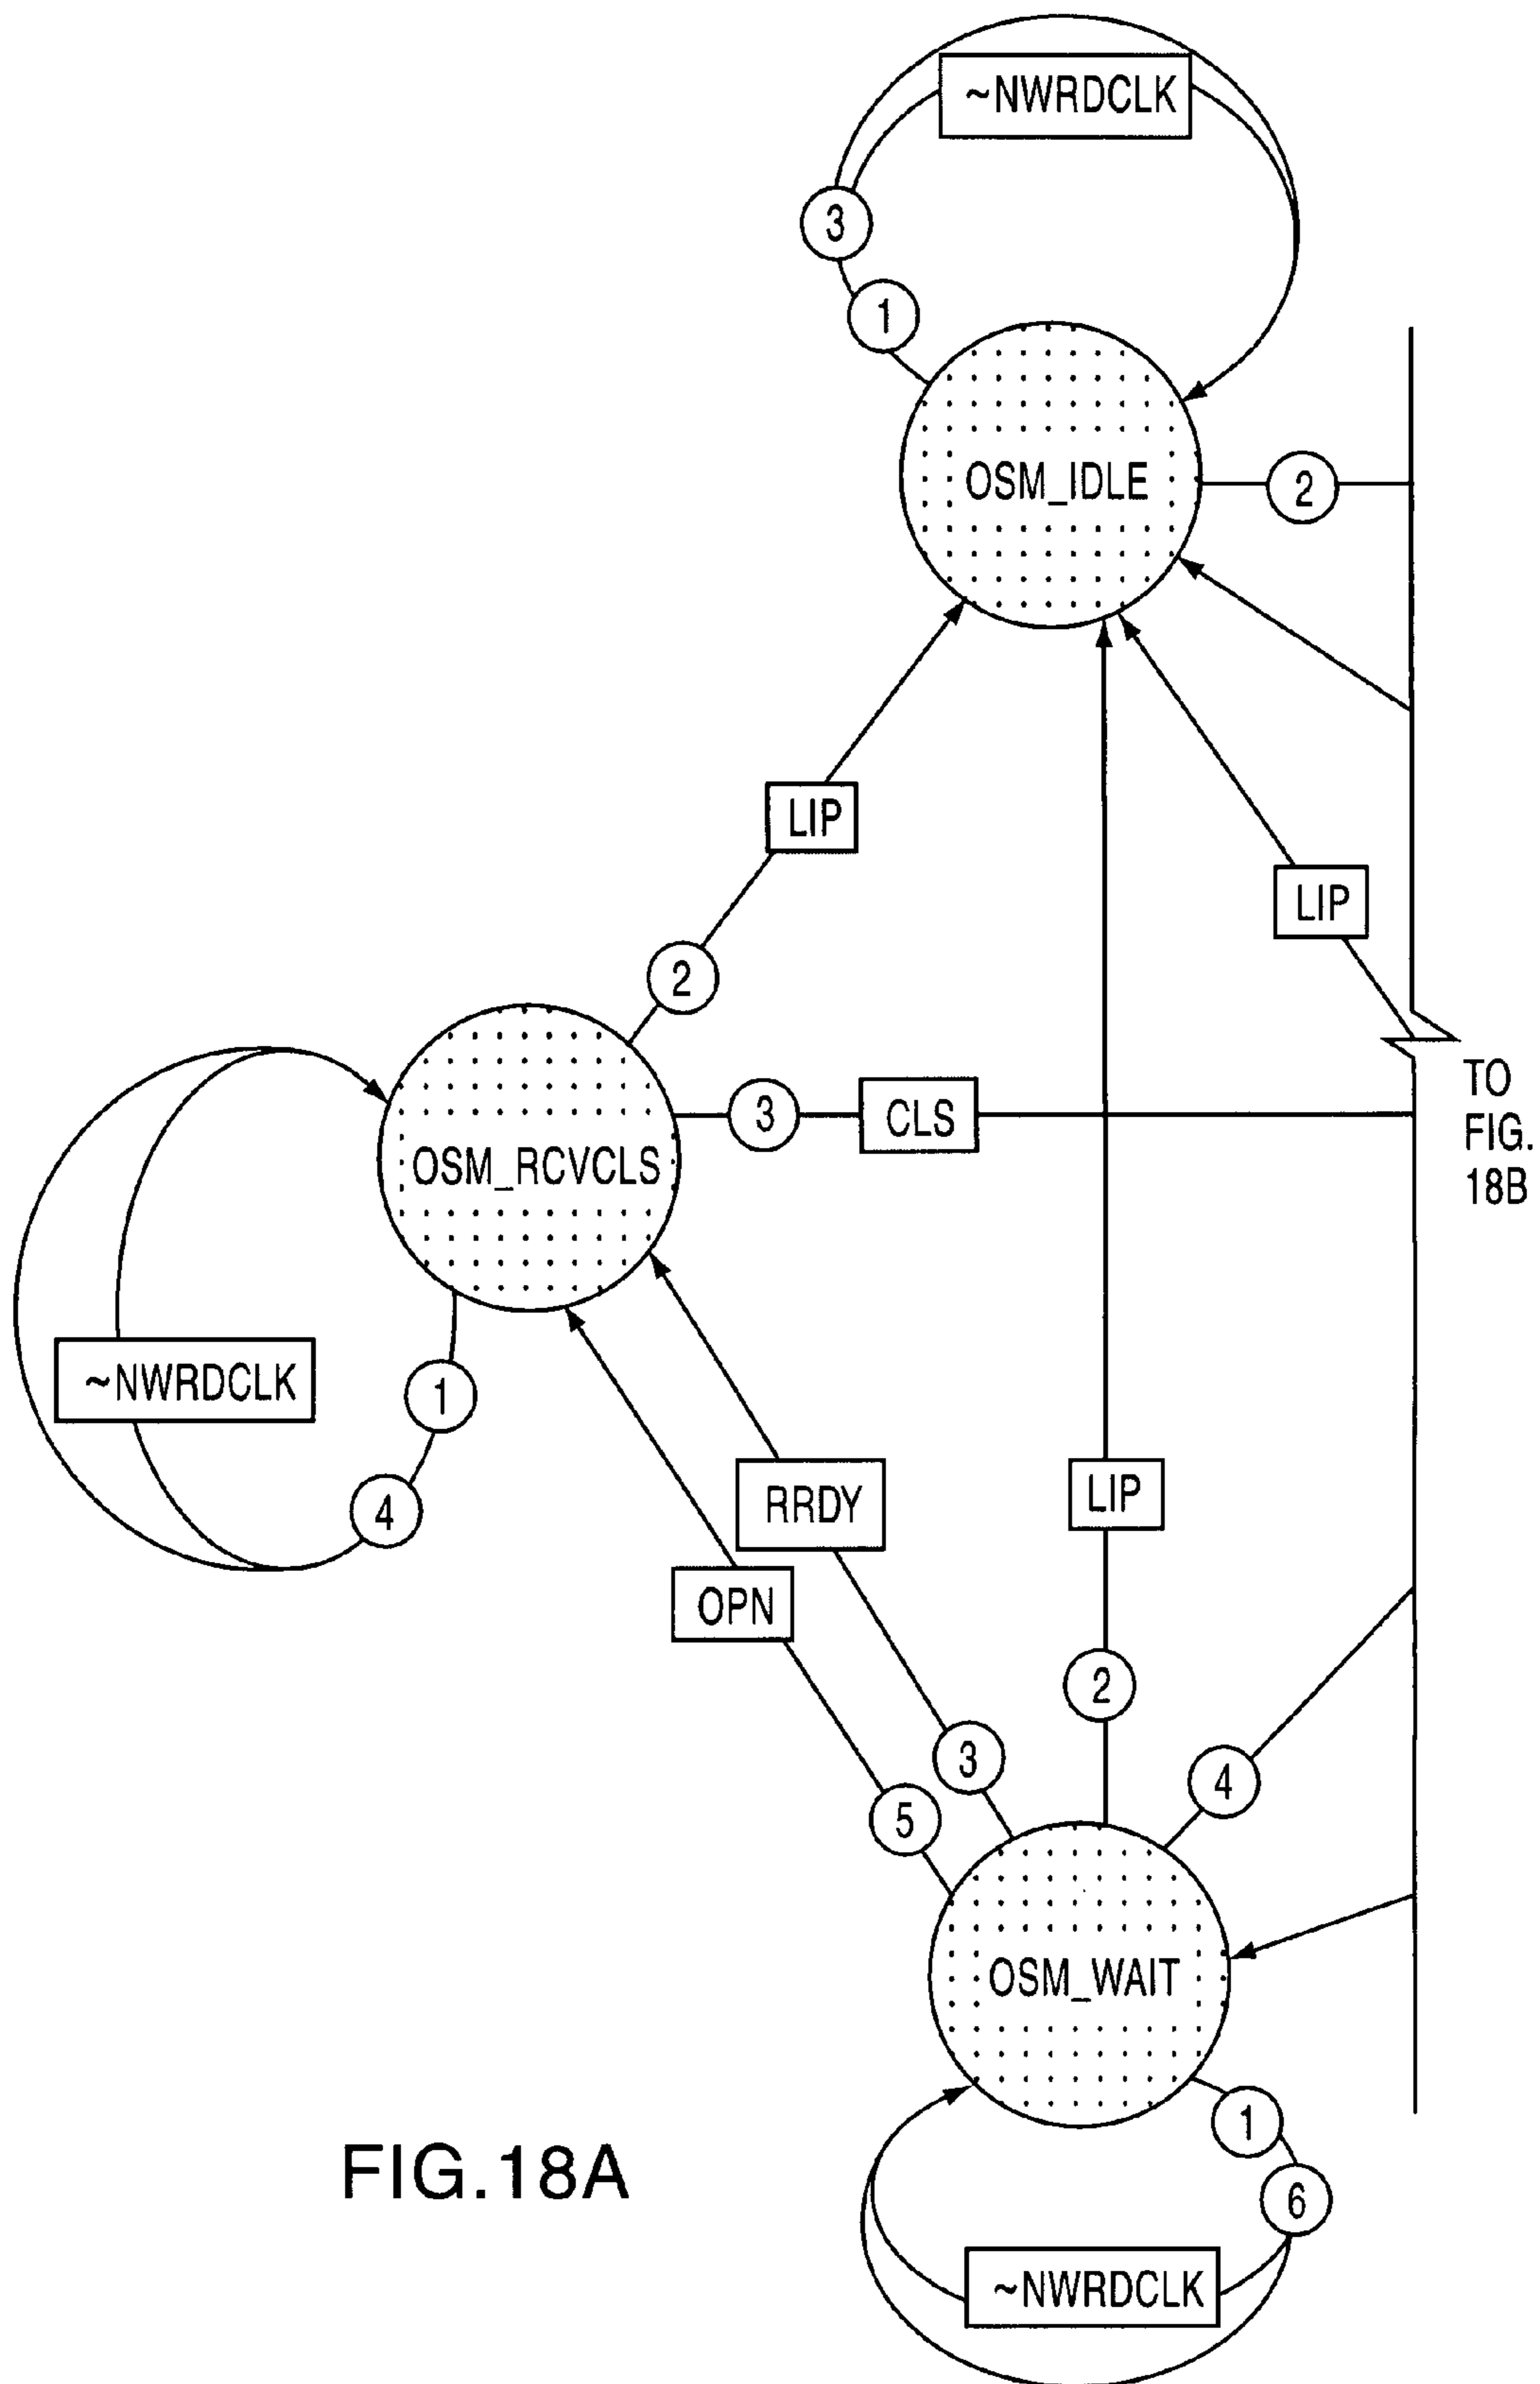 ~NWRDCLK
3
1
OSM_IDLE
2
LIP
LIP
2
TO
FIG.
18B
3
CLS
OSM_RCVCLS
~NWRDCLK
1
4
RRDY
LIP
OPN
2
3
4
5
OSM_WAIT
1
6
~NWRDCLK
FIG.18A